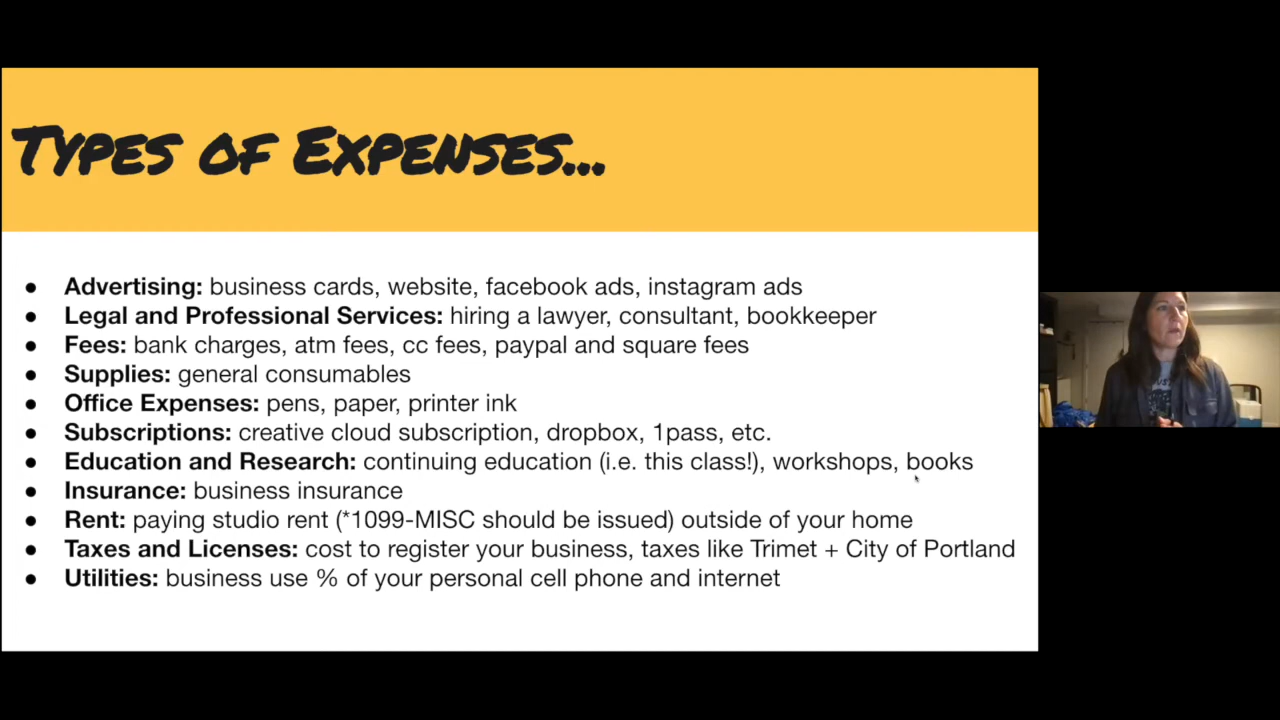 Types of Expenses...
● Advertising: business cards, website, facebook ads, instagram ads
● Legal and Professional Services: hiring a lawyer, consultant, bookkeeper
● Fees: bank charges, atm fees, cc fees, paypal and square fees
● Supplies: general consumables
● Office Expenses: pens, paper, printer ink
● Subscriptions: creative cloud subscription, dropbox, 1pass, etc.
● Education and Research: continuing education (i.e. this class!), workshops, books
● Insurance: business insurance
● Rent: paying studio rent (*1099-MISC should be issued) outside of your home
● Taxes and Licenses: cost to register your business, taxes like Trimet + City of Portland
● Utilities: business use % of your personal cell phone and internet